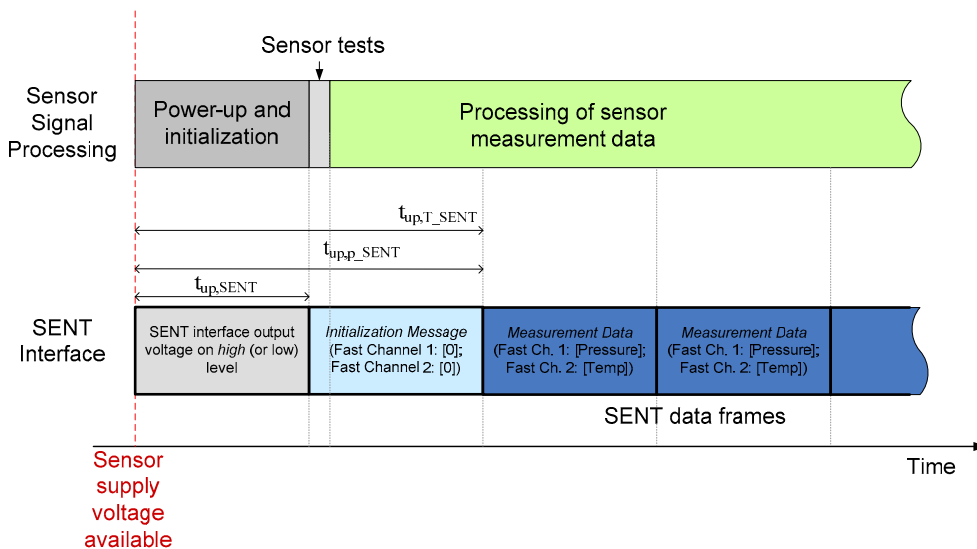 Sensor tests
Sensor
Signal
Processing
Power-up and
initialization
Processing of sensor
measurement data
tup,T_SENT
tup,p_SENT
tup,SENT
SENT
Interface
SENT interface output
voltage on high (or low)
level
Initialization Message
(Fast Channel 1: [0];
Fast Channel 2: [0])
Measurement Data
(Fast Ch. 1: [Pressure];
Fast Ch. 2: [Temp])
Measurement Data
(Fast Ch. 1: [Pressure];
Fast Ch. 2: [Temp])
SENT data frames
Time
Sensor
supply
voltage
available